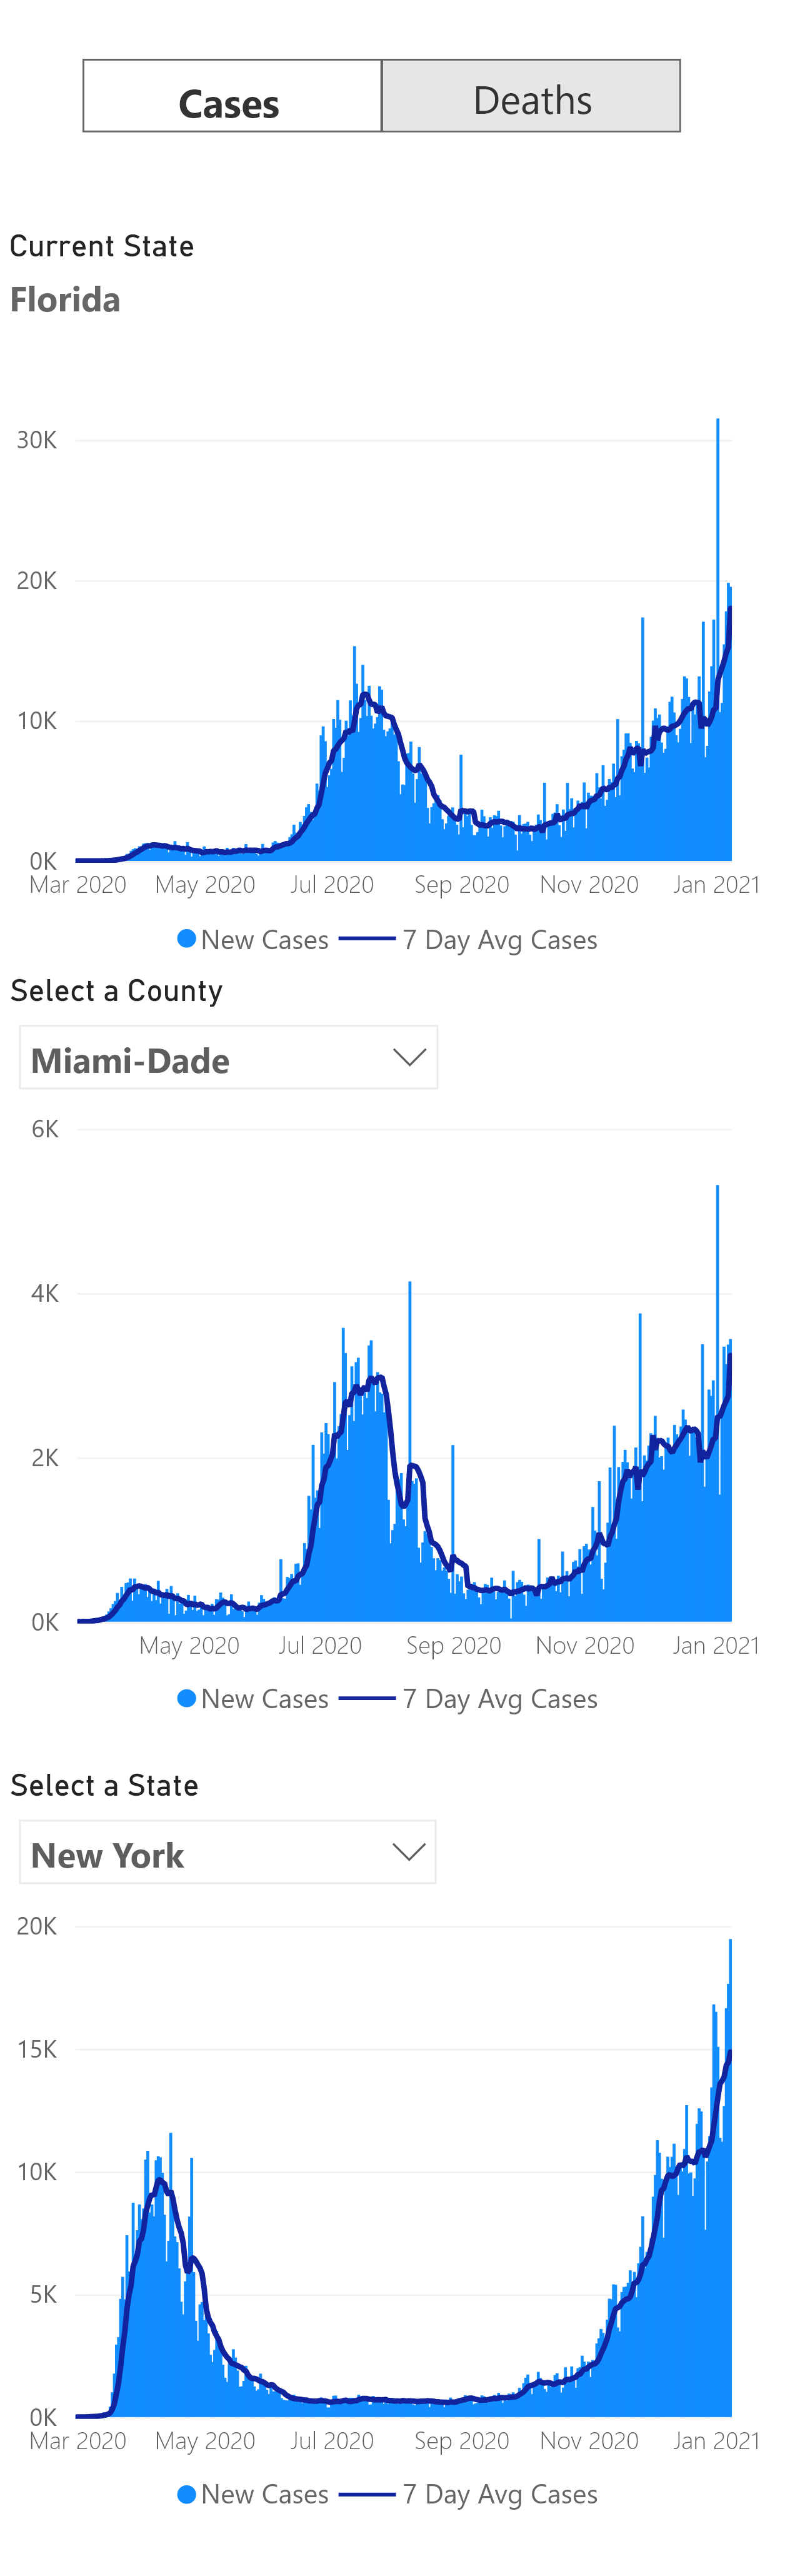 Cases Deaths
Current State
Florida
30K
20K
10K
0K
Mar 2020 May 2020 Jul 2020 Sep 2020 Nov 2020 Jan 2021
New Cases 7 Day Avg Cases
Select a County
Miami-Dade
6K
4K
2K
0K
May 2020 Jul 2020 Sep 2020 Nov 2020 Jan 2021
New Cases 7 Day Avg Cases
Select a State
New York
20K
15K
10K
5K
0K
Mar 2020 May 2020 Jul 2020 Sep 2020 Nov 2020 Jan 2021
New Cases 7 Day Avg Cases